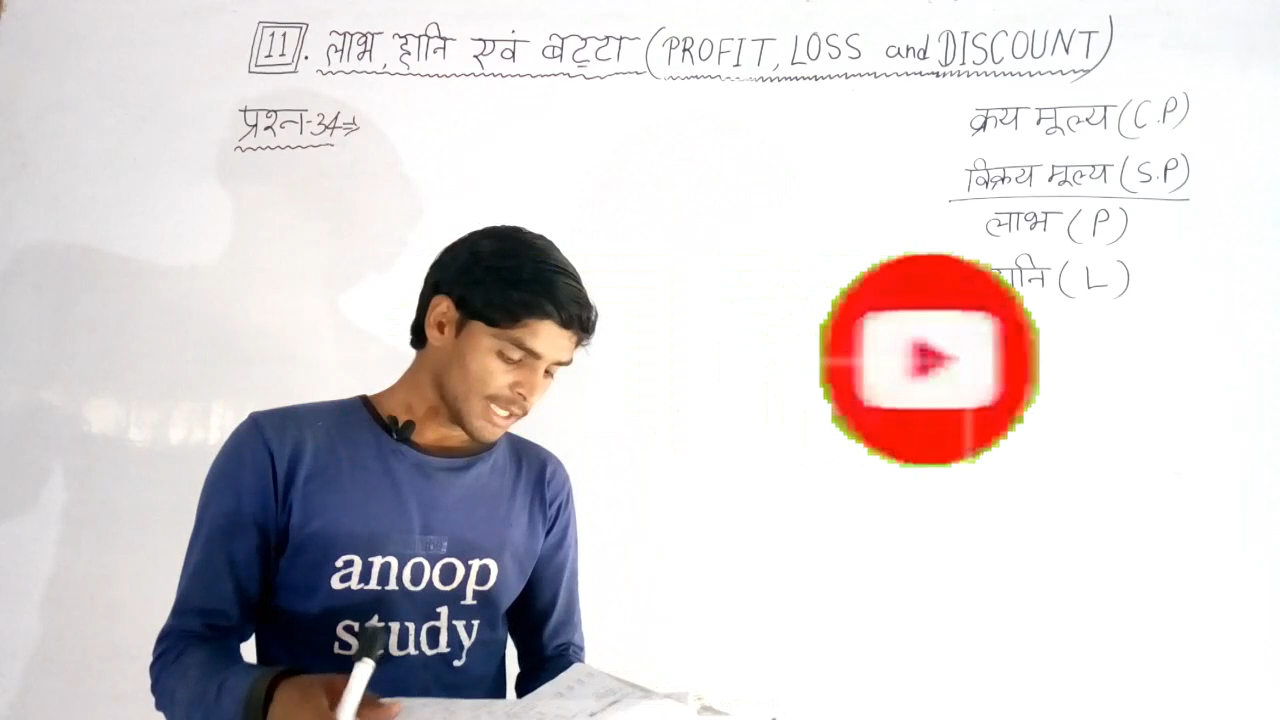 11. लाभ, हानि एवं बट्टा (PROFIT, LOSS and DISCOUNT)
प्रश्न-34⇒
क्रय मूल्य (C.P)
विक्रय मूल्य (S.P)
लाभ (P)
(L)
anoop
study